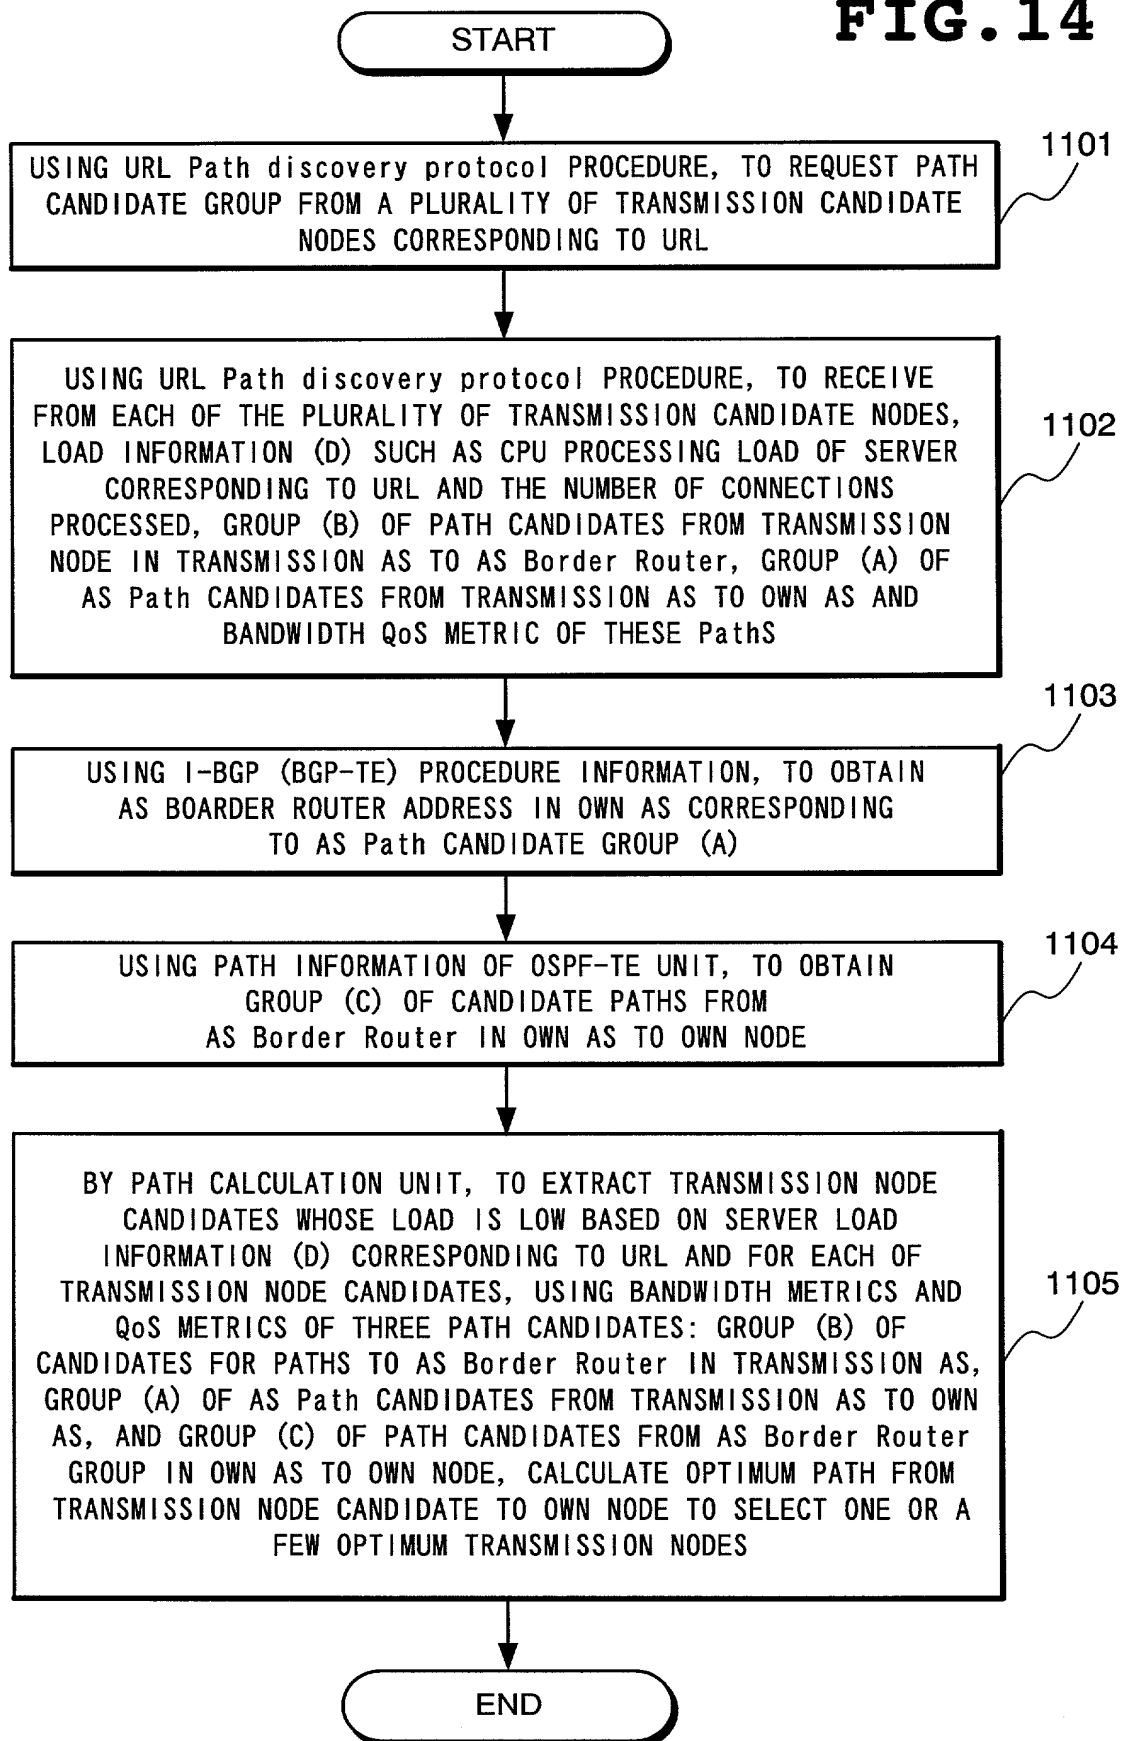 FIG.14
START
1101
USING URL Path discovery protocol PROCEDURE, TO REQUEST PATH
CANDIDATE GROUP FROM A PLURALITY OF TRANSMISSION CANDIDATE
NODES CORRESPONDING TO URL
1102
USING URL Path discovery protocol PROCEDURE, TO RECEIVE
FROM EACH OF THE PLURALITY OF TRANSMISSION CANDIDATE NODES,
LOAD INFORMATION (D) SUCH AS CPU PROCESSING LOAD OF SERVER
CORRESPONDING TO URL AND THE NUMBER OF CONNECTIONS
PROCESSED, GROUP (B) OF PATH CANDIDATES FROM TRANSMISSION
NODE IN TRANSMISSION AS TO AS Border Router, GROUP (A) OF
AS Path CANDIDATES FROM TRANSMISSION AS TO OWN AS AND
BANDWIDTH QoS METRIC OF THESE PathS
1103
USING I-BGP (BGP-TE) PROCEDURE INFORMATION, TO OBTAIN
AS BOARDER ROUTER ADDRESS IN OWN AS CORRESPONDING
TO AS Path CANDIDATE GROUP (A)
1104
USING PATH INFORMATION OF OSPF-TE UNIT, TO OBTAIN
GROUP (C) OF CANDIDATE PATHS FROM
AS Border Router IN OWN AS TO OWN NODE
1105
BY PATH CALCULATION UNIT, TO EXTRACT TRANSMISSION NODE
CANDIDATES WHOSE LOAD IS LOW BASED ON SERVER LOAD
INFORMATION (D) CORRESPONDING TO URL AND FOR EACH OF
TRANSMISSION NODE CANDIDATES, USING BANDWIDTH METRICS AND
QoS METRICS OF THREE PATH CANDIDATES: GROUP (B) OF
CANDIDATES FOR PATHS TO AS Border Router IN TRANSMISSION AS,
GROUP (A) OF AS Path CANDIDATES FROM TRANSMISSION AS TO OWN
AS, AND GROUP (C) OF PATH CANDIDATES FROM AS Border Router
GROUP IN OWN AS TO OWN NODE, CALCULATE OPTIMUM PATH FROM
TRANSMISSION NODE CANDIDATE TO OWN NODE TO SELECT ONE OR A
FEW OPTIMUM TRANSMISSION NODES
END